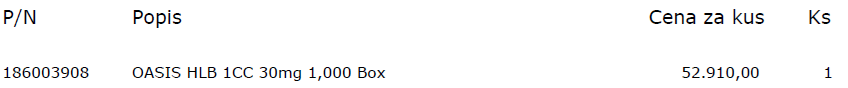 P/N Popis Cena za kus Ks
186003908 OASIS HLB 1CC 30mg 1,000 Box 52.910,00 1